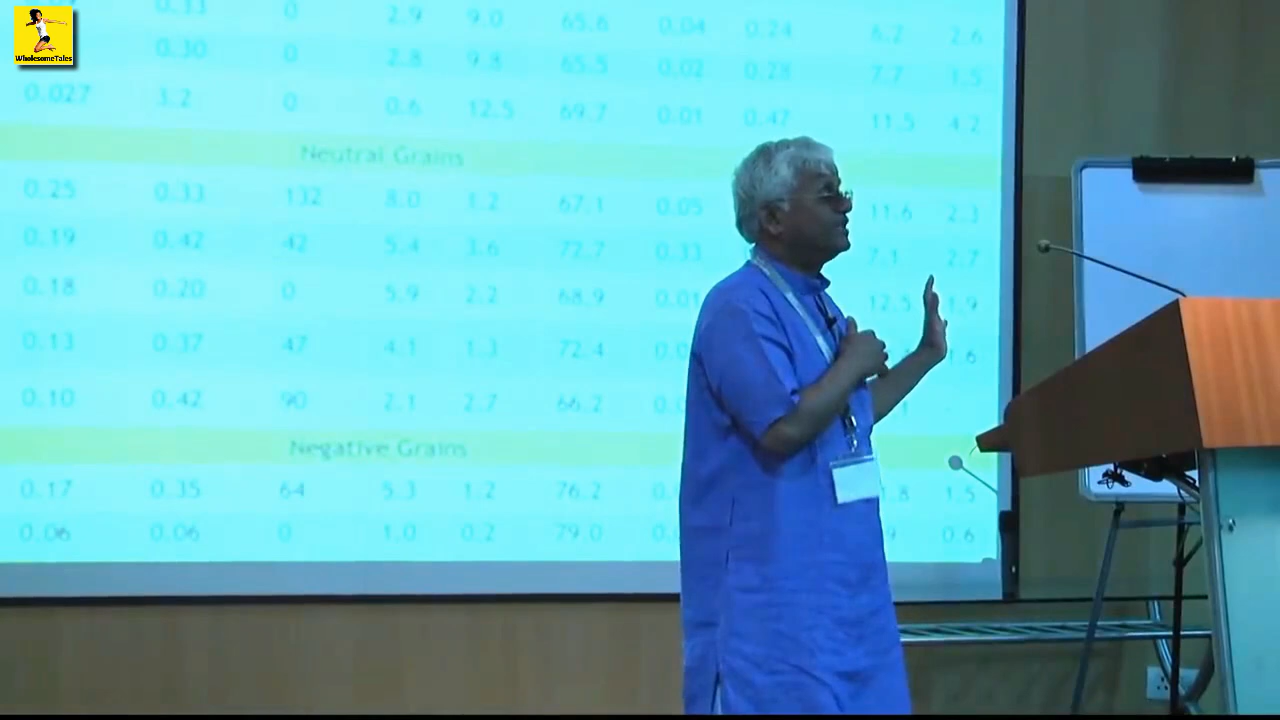 WholesomeTales
0.33 0 2.9 9.0 65.6 0.04 0.24 6.2 2.6
0.30 0 2.8 9.8 65.5 0.02 0.28 7.7 1.5
0.027 3.2 0 0.6 12.5 69.7 0.01 0.47 11.5 4.2
Neutral Grains
0.25 0.33 132 8.0 1.2 67.1 0.05 11.6 2.3
0.19 0.42 42 5.4 3.6 72.7 0.33 7.1 2.7
0.18 0.20 0 5.9 2.2 68.9 0.01 12.5 1.9
0.13 0.37 47 4.1 1.3 72.4
0.10 0.42 90 2.1 2.7 66.2
Negative Grains
0.17 0.35 64 5.3 1.2 76.2 1.5
0.06 0.06 0 1.0 0.2 79.0 0.6